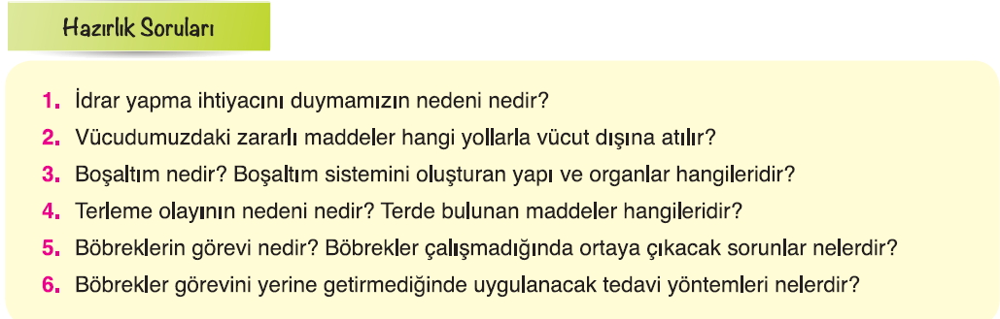 Hazırlık Soruları
1. İdrar yapma ihtiyacını duymamızın nedeni nedir?
2. Vücudumuzdaki zararlı maddeler hangi yollarla vücut dışına atılır?
3. Boşaltım nedir? Boşaltım sistemini oluşturan yapı ve organlar hangileridir?
4. Terleme olayının nedeni nedir? Terde bulunan maddeler hangileridir?
5. Böbreklerin görevi nedir? Böbrekler çalışmadığında ortaya çıkacak sorunlar nelerdir?
6. Böbrekler görevini yerine getirmediğinde uygulanacak tedavi yöntemleri nelerdir?